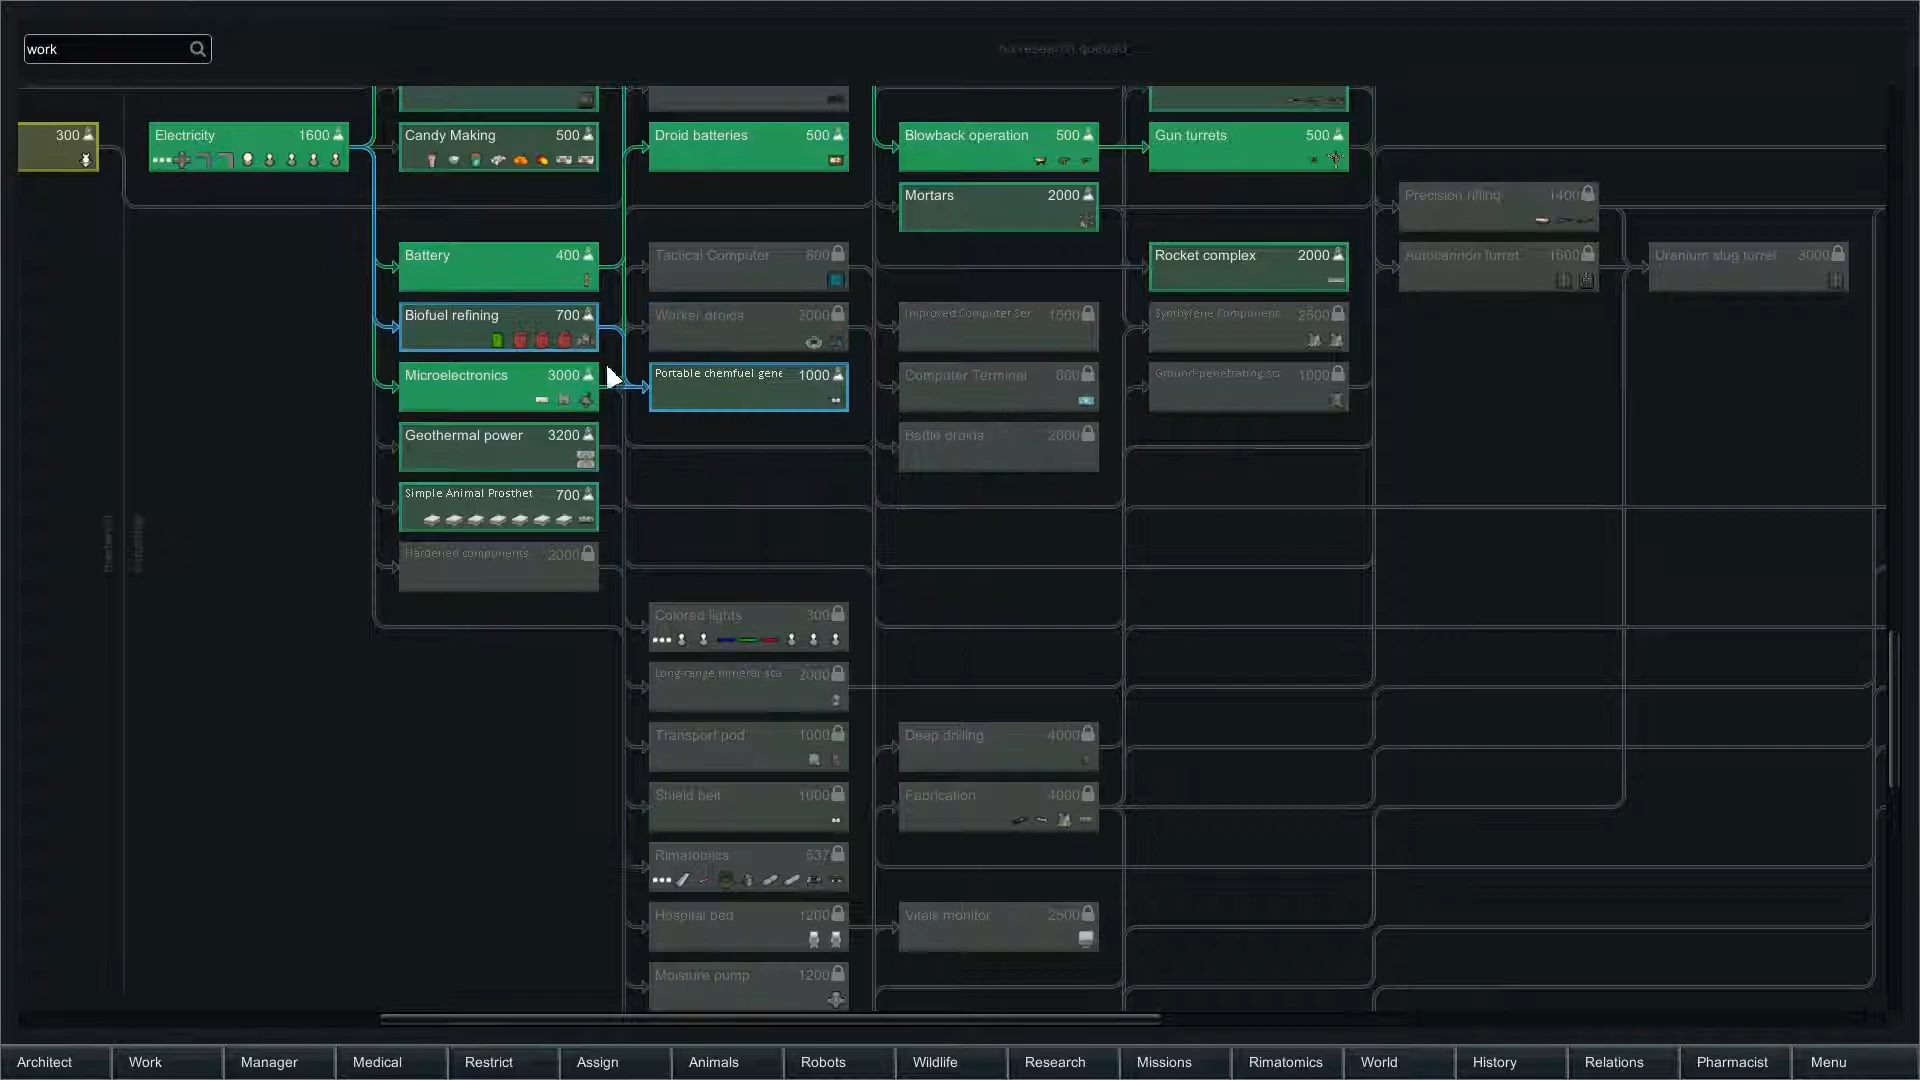 work
no research queued
300
Electricity 1600
Candy Making 500
Droid batteries 500
Blowback operation 500
Gun turrets 500
Mortars 2000
Precision rifling 1400
Battery 400
Tactical Computer 800
Rocket complex 2000
Autocannon turret 1600
Uranium slug turret 3000
Biofuel refining 700
Worker droids 2000
Improved Computer Ser 1500
Synthylene Component 2500
Microelectronics 3000
Portable chemfuel gene 1000
Computer Terminal 800
Ground-penetrating sc 1000
Geothermal power 3200
Battle droids 2000
Simple Animal Prosthet 700
Hardened components 2000
Colored lights 300
Long-range mineral sca 2000
Transport pod 1000
Deep drilling 4000
Shield belt 1000
Fabrication 4000
Rimatomics 537
Hospital bed 1200
Vitals monitor 2500
Moisture pump 1200
Architect
Work
Manager
Medical
Restrict
Assign
Animals
Robots
Wildlife
Research
Missions
Rimatomics
World
History
Relations
Pharmacist
Menu